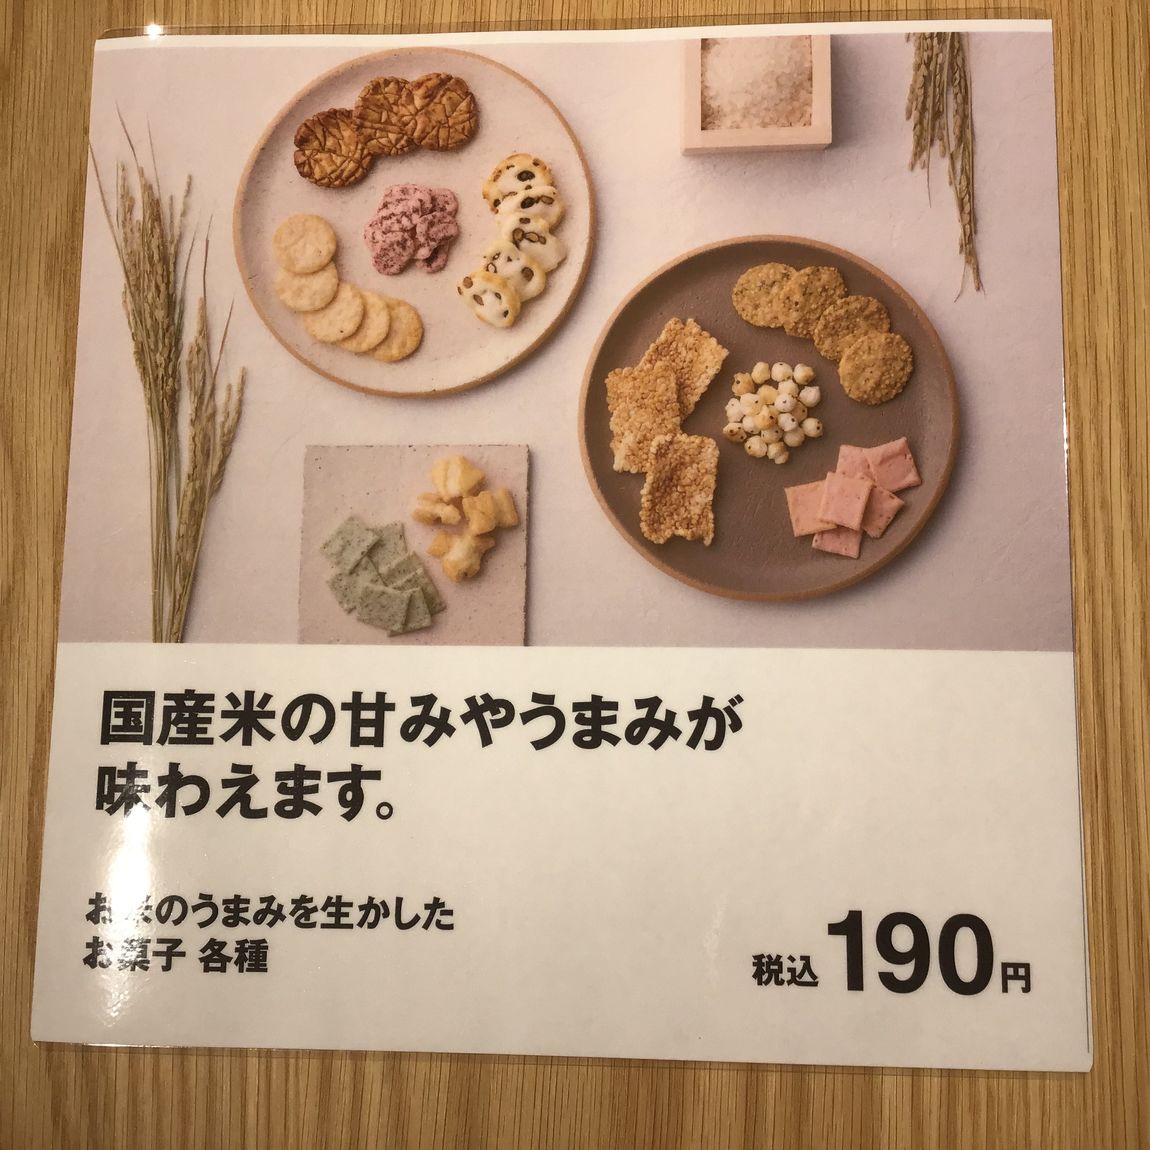 国産米の甘みやうまみが
味わえます。
お米のうまみを生かした
お菓子 各種
税込190円